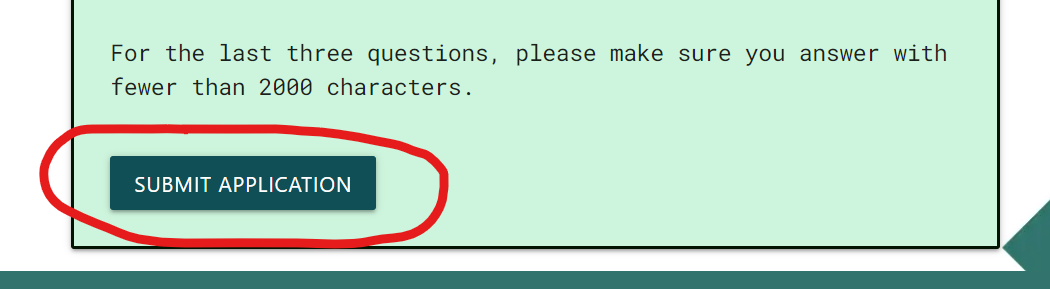 For the last three questions, please make sure you answer with
fewer than 2000 characters.
SUBMIT APPLICATION